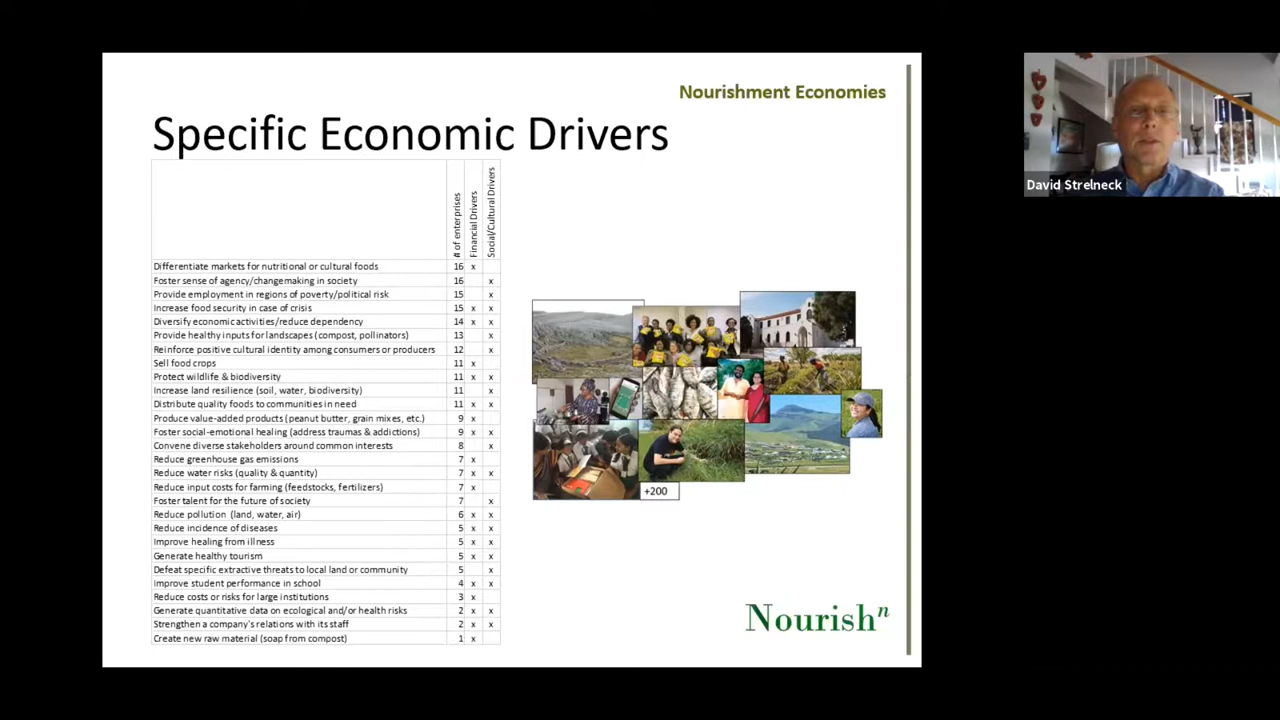 Nourishment Economies
Specific Economic Drivers
# of enterprises
Financial Drivers
Social/Cultural Drivers
Differentiate markets for nutritional or cultural foods 16 x
Foster sense of agency/changemaking in society 16 x
Provide employment in regions of poverty/political risk 15 x
Increase food security in case of crisis 15 x x
Diversify economic activities/reduce dependency 14 x x
Provide healthy inputs for landscapes (compost, pollinators) 13 x
Reinforce positive cultural identity among consumers or producers 12 x
Sell food crops 11 x
Protect wildlife & biodiversity 11 x x
Increase land resilience (soil, water, biodiversity) 11 x
Distribute quality foods to communities in need 11 x x
Produce value-added products (peanut butter, grain mixes, etc.) 9 x
Foster social-emotional healing (address traumas & addictions) 9 x x
Convene diverse stakeholders around common interests 8 x
Reduce greenhouse gas emissions 7 x
Reduce water risks (quality & quantity) 7 x x
Reduce input costs for farming (feedstocks, fertilizers) 7 x
Foster talent for the future of society 7 x
Reduce pollution (land, water, air) 6 x x
Reduce incidence of diseases 5 x x
Improve healing from illness 5 x x
Generate healthy tourism 5 x x
Defeat specific extractive threats to local land or community 5 x
Improve student performance in school 4 x x
Reduce costs or risks for large institutions 3 x
Generate quantitative data on ecological and/or health risks 2 x x
Strengthen a company's relations with its staff 2 x x
Create new raw material (soap from compost) 1 x
+200
Nourishⁿ
David Strelneck